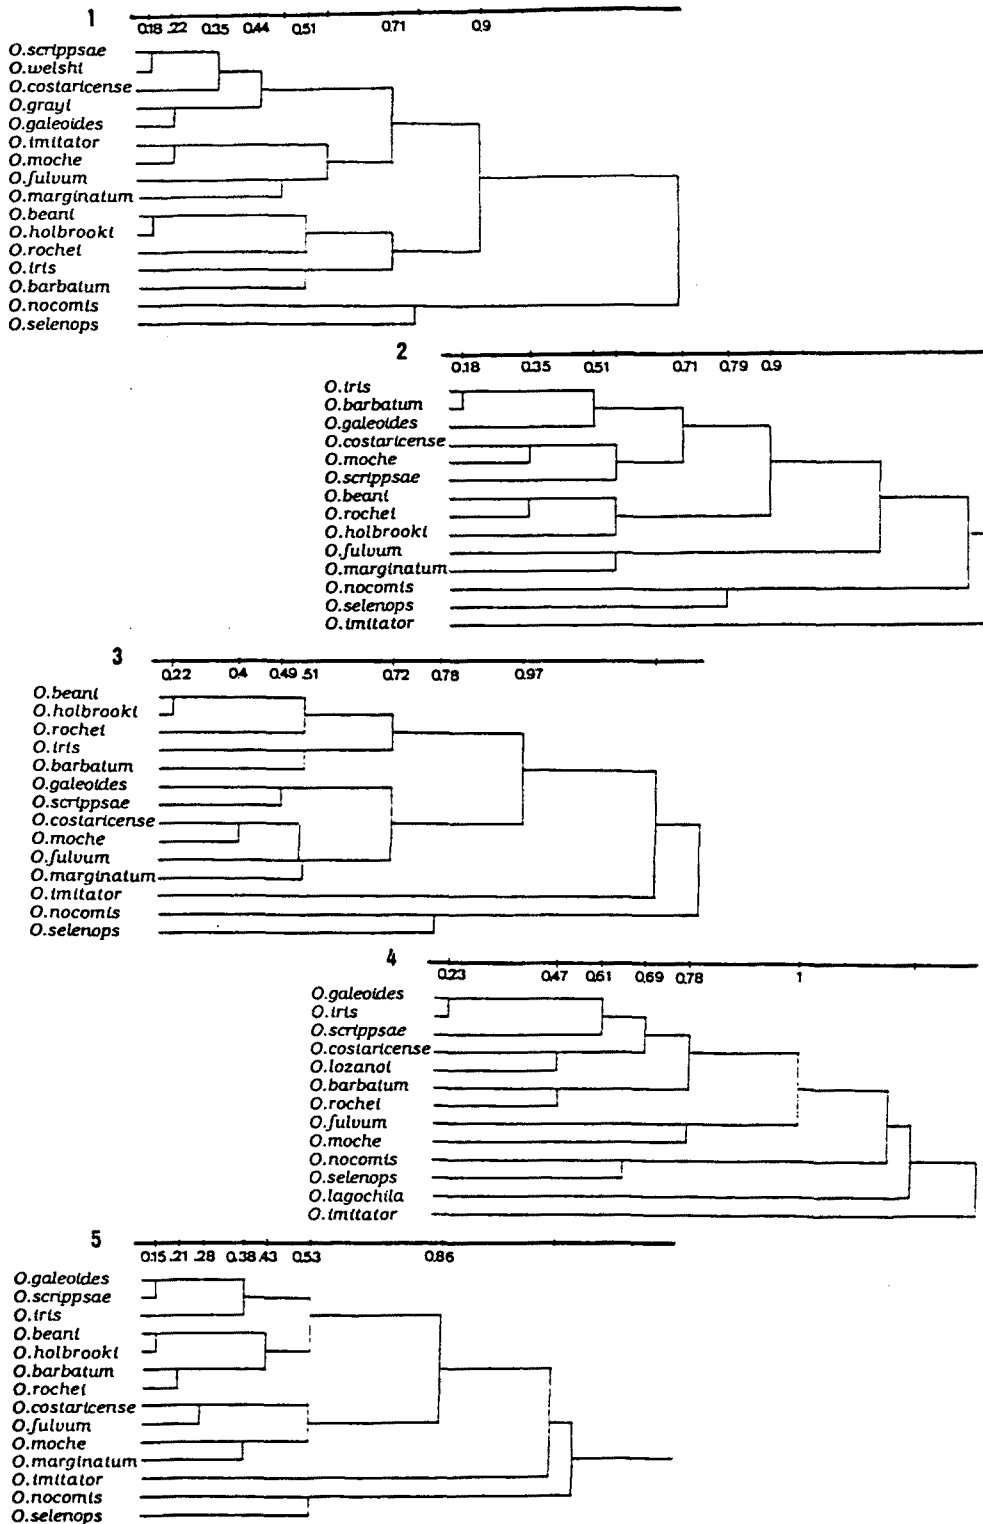 1
0.18 .22 0.35 0.44 0.51 0.71 0.9
O.scrippsae
O.welshi
O.costaricense
O.grayi
O.galeoides
O.imitator
O.moche
O.fulvum
O.marginatum
O.beani
O.holbrooki
O.rochei
O.iris
O.barbatum
O.nocomis
O.selenops
2
0.18 0.35 0.51 0.71 0.79 0.9
O.iris
O.barbatum
O.galeoides
O.costaricense
O.moche
O.scrippsae
O.beani
O.rochei
O.holbrooki
O.fulvum
O.marginatum
O.nocomis
O.selenops
O.imitator
3
0.22 0.4 0.49 .51 0.72 0.78 0.97
O.beani
O.holbrooki
O.rochei
O.iris
O.barbatum
O.galeoides
O.scrippsae
O.costaricense
O.moche
O.fulvum
O.marginatum
O.imitator
O.nocomis
O.selenops
4
0.23 0.47 0.61 0.69 0.78 1
O.galeoides
O.iris
O.scrippsae
O.costaricense
O.lozanoi
O.barbatum
O.rochei
O.fulvum
O.moche
O.nocomis
O.selenops
O.lagochila
O.imitator
5
0.15 .21 .28 0.38 .43 0.53 0.86
O.galeoides
O.scrippsae
O.iris
O.beani
O.holbrooki
O.barbatum
O.rochei
O.costaricense
O.fulvum
O.moche
O.marginatum
O.imitator
O.nocomis
O.selenops